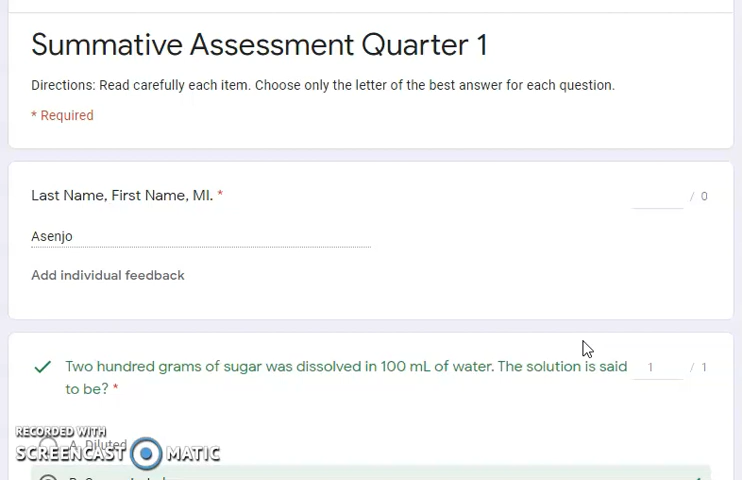 Summative Assessment Quarter 1
Directions: Read carefully each item. Choose only the letter of the best answer for each question.
* Required
Last Name, First Name, MI. *
/ 0
Asenjo
Add individual feedback
Two hundred grams of sugar was dissolved in 100 mL of water. The solution is said
to be? *
1 / 1
RECORDED WITH
A. Diluted
SCREENCAST MATIC